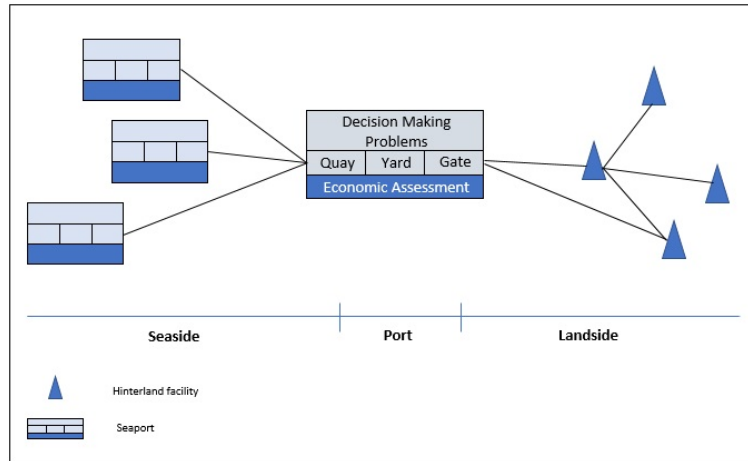 Decision Making
Problems
Quay Yard Gate
Economic Assessment
Seaside Port Landside
Hinterland facility
Seaport